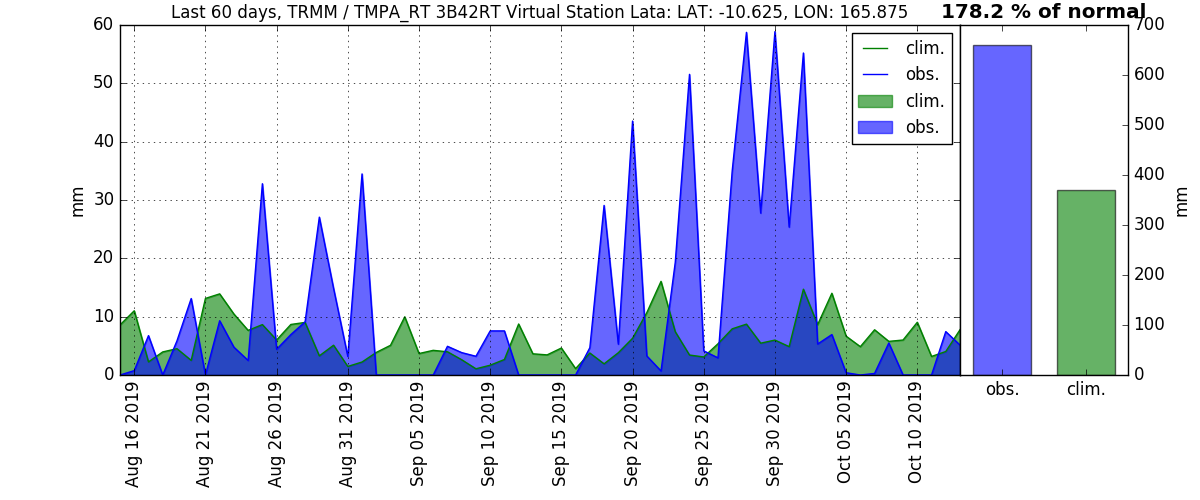 Last 60 days, TRMM / TMPA_RT 3B42RT Virtual Station Lata: LAT: -10.625, LON: 165.875
178.2 % of normal
60
50
40
30
20
10
0
mm
clim.
obs.
clim.
obs.
Aug 16 2019
Aug 21 2019
Aug 26 2019
Aug 31 2019
Sep 05 2019
Sep 10 2019
Sep 15 2019
Sep 20 2019
Sep 25 2019
Sep 30 2019
Oct 05 2019
Oct 10 2019
700
600
500
400
300
200
100
0
mm
obs.
clim.